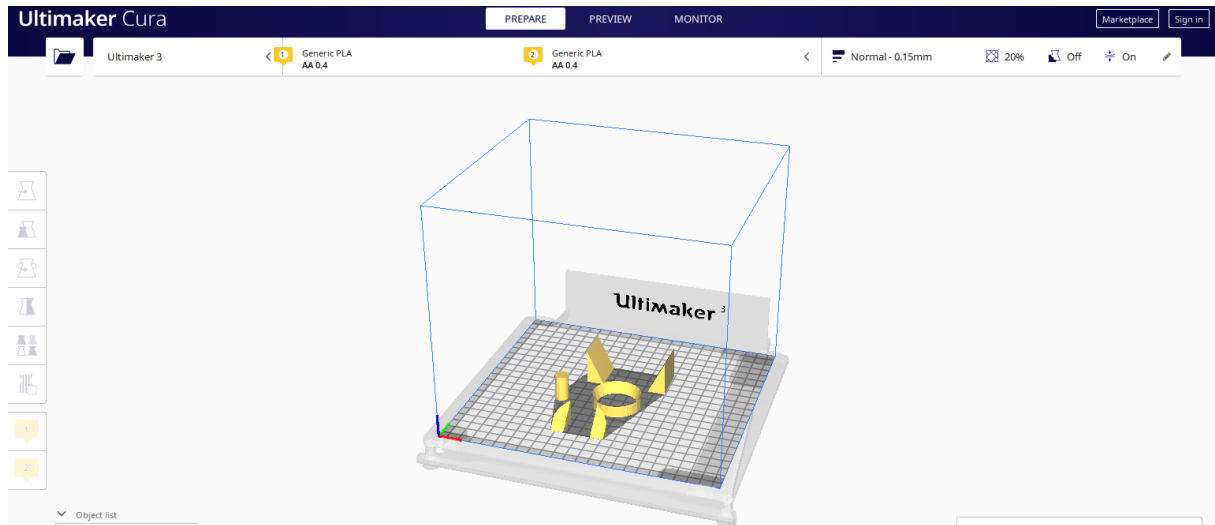 Ultimaker Cura
PREPARE
PREVIEW
MONITOR
Marketplace
Sign in
Ultimaker 3
1
Generic PLA
AA 0.4
2
Generic PLA
AA 0.4
Normal - 0.15mm
20%
Off
On
Ultimaker 3
1
2
Object list